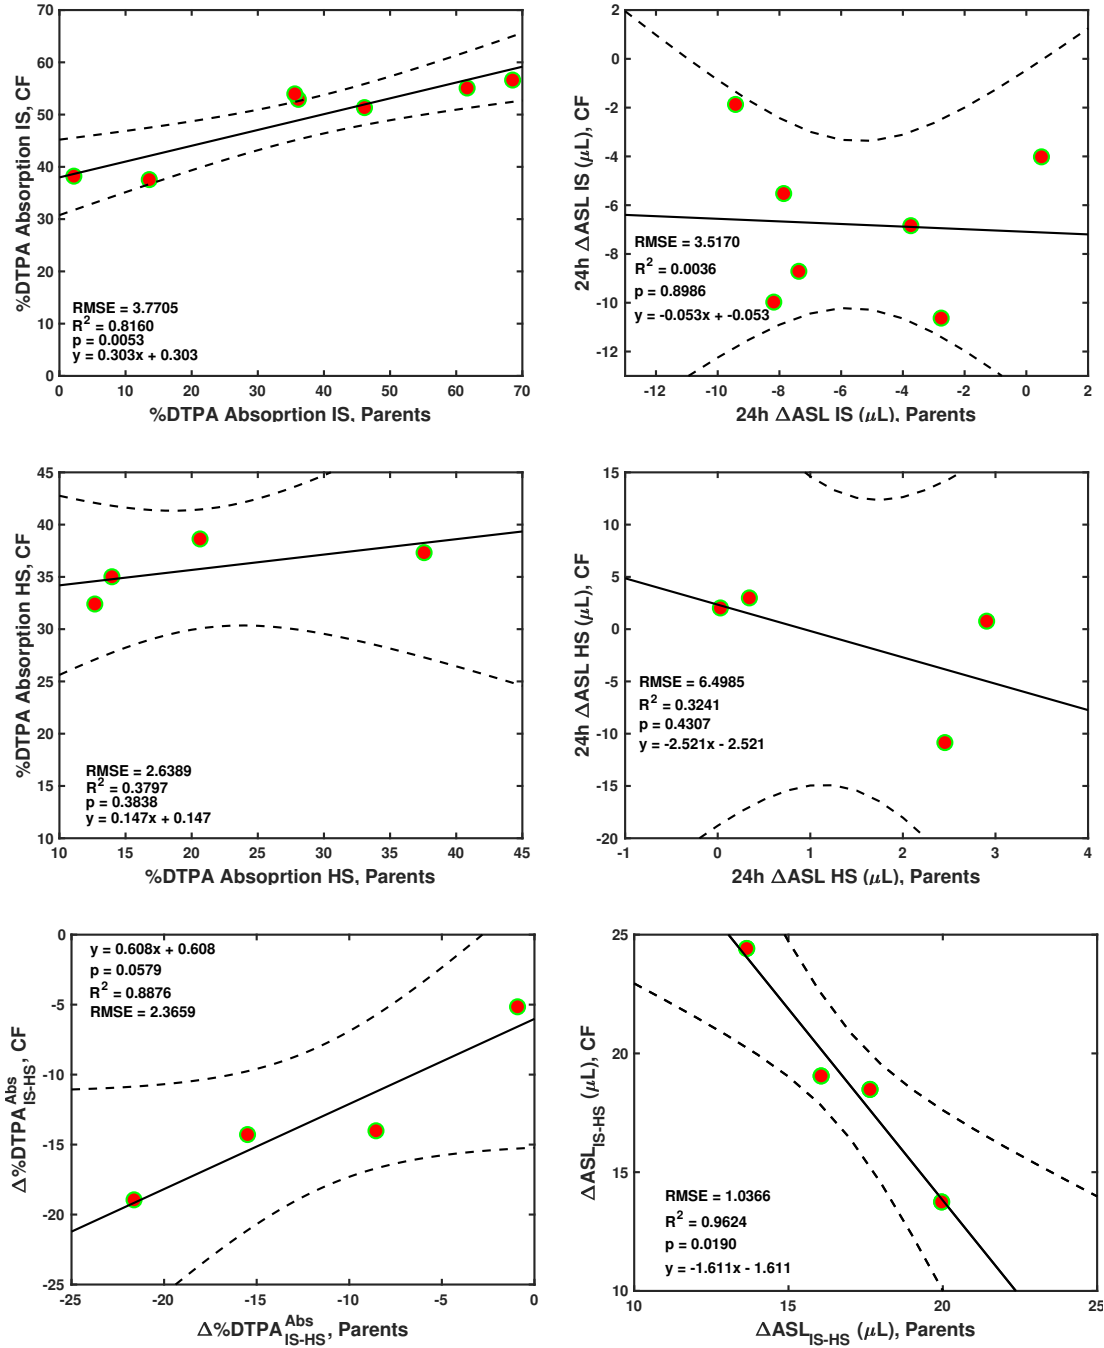 70
60
50
40
30
20
10
0
%DTPA Absorption IS, CF
RMSE = 3.7705
R² = 0.8160
p = 0.0053
y = 0.303x + 0.303
0 10 20 30 40 50 60 70
%DTPA Absoprtion IS, Parents
2
0
-2
-4
-6
-8
-10
-12
24h ΔASL IS (μL), CF
RMSE = 3.5170
R² = 0.0036
p = 0.8986
y = -0.053x + -0.053
-12 -10 -8 -6 -4 -2 0 2
24h ΔASL IS (μL), Parents
45
40
35
30
25
20
15
10
%DTPA Absorption HS, CF
RMSE = 2.6389
R² = 0.3797
p = 0.3838
y = 0.147x + 0.147
10 15 20 25 30 35 40 45
%DTPA Absoprtion HS, Parents
15
10
5
0
-5
-10
-15
-20
24h ΔASL HS (μL), CF
RMSE = 6.4985
R² = 0.3241
p = 0.4307
y = -2.521x - 2.521
-1 0 1 2 3 4
24h ΔASL HS (μL), Parents
0
-5
-10
-15
-20
-25
Δ%DTPA^Abs_IS-HS, CF
y = 0.608x + 0.608
p = 0.0579
R² = 0.8876
RMSE = 2.3659
-25 -20 -15 -10 -5 0
Δ%DTPA^Abs_IS-HS, Parents
25
20
15
10
ΔASL_IS-HS (μL), CF
RMSE = 1.0366
R² = 0.9624
p = 0.0190
y = -1.611x - 1.611
10 15 20 25
ΔASL_IS-HS (μL), Parents